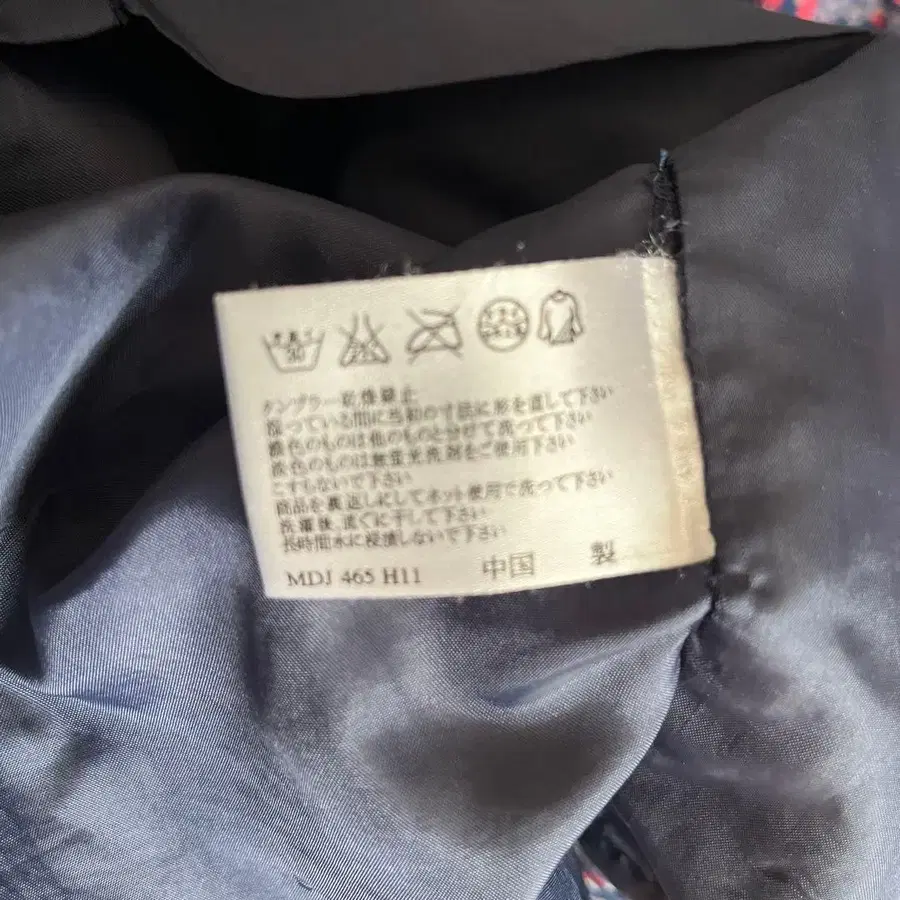 タンブラー乾燥禁止
湿っている間に当初の寸法に形を直して下さい
濃色のものは他のものと分けて洗って下さい
淡色のものは無蛍光洗剤をご使用下さい
こすらないで下さい
商品を裏返しにしてネット使用で洗って下さい
洗濯後、直ぐに干して下さい
長時間水に浸漬しないで下さい
MDJ 465 H11 中国 製